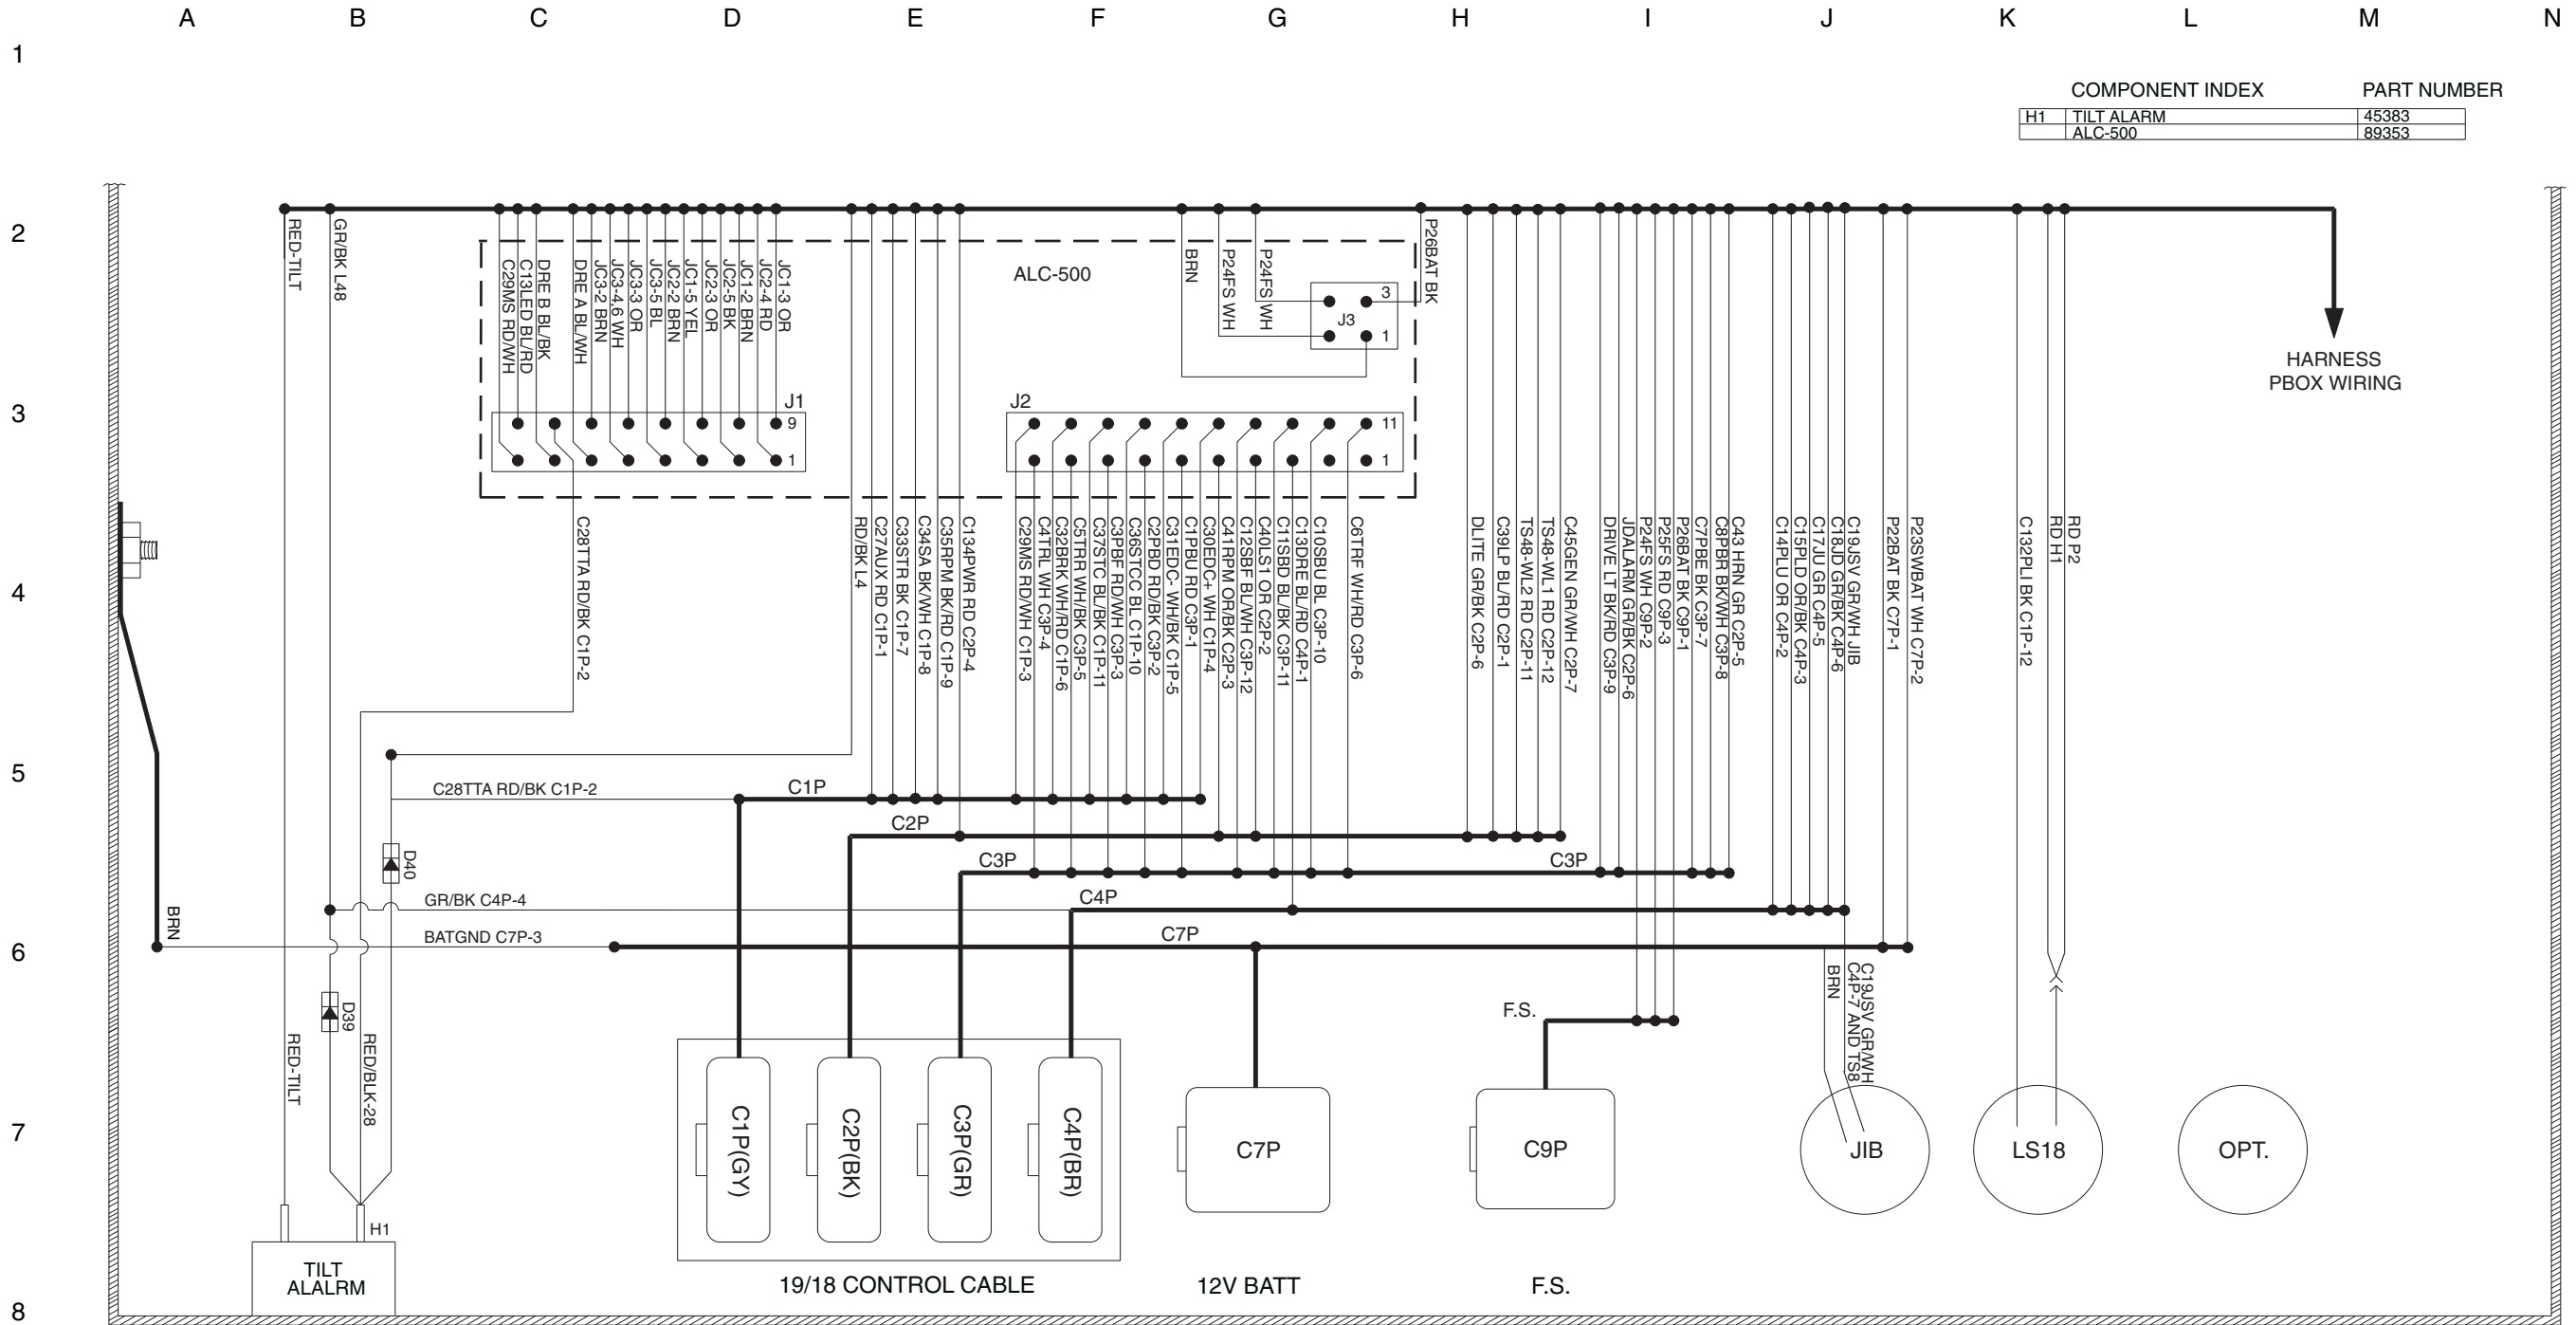 A B C D E F G H I J K L M N
1
COMPONENT INDEX PART NUMBER
H1 TILT ALARM 45383
ALC-500 89353
2
RED-TILT
GR/BK L48
C29MS RD/WH
C13LED BL/RD
DRE B BL/BK
DRE A BL/WH
JC3-2 BRN
JC3-4,6 WH
JC3-3 OR
JC3-5 BL
JC2-2 BRN
JC1-5 YEL
JC2-3 OR
JC2-5 BK
JC1-2 BRN
JC2-4 RD
JC1-3 OR
ALC-500
BRN
P24FS WH
P24FS WH
P26BAT BK
3
J3
1
HARNESS
PBOX WIRING
3
J1
9
1
J2
11
1
4
C28TTA RD/BK C1P-2
RD/BK L4
C27AUX RD C1P-1
C33STR BK C1P-7
C34SA BK/WH C1P-8
C35RPM BK/RD C1P-9
C134PWR RD C2P-4
C29MS RD/WH C1P-3
C4TRL WH C3P-4
C32BRK WH/RD C1P-6
C5TRR WH/BK C3P-5
C37STC BL/BK C1P-11
C3PBF RD/WH C3P-3
C36STCC BL C1P-10
C2PBD RD/BK C3P-2
C31EDC- WH/BK C1P-5
C1PBU RD C3P-1
C30EDC+ WH C1P-4
C41RPM OR/BK C2P-3
C12SBF BL/WH C3P-12
C40LS1 OR C2P-2
C11SBD BL/BK C3P-11
C13DRE BL/RD C4P-1
C10SBU BL C3P-10
C6TRF WH/RD C3P-6
DLITE GR/BK C2P-6
C39LP BL/RD C2P-1
TS48-WL2 RD C2P-11
TS48-WL1 RD C2P-12
C45GEN GR/WH C2P-7
DRIVE LT BK/RD C3P-9
JDALARM GR/BK C2P-6
P24FS WH C9P-2
P25FS RD C9P-3
P26BAT BK C9P-1
C7PBE BK C3P-7
C8PBR BK/WH C3P-8
C43 HRN GR C2P-5
C14PLU OR C4P-2
C15PLD OR/BK C4P-3
C17JU GR C4P-5
C18JD GR/BK C4P-6
C19JSV GR/WH JIB
P22BAT BK C7P-1
P23SWBAT WH C7P-2
C132PLI BK C1P-12
RD H1
RD P2
5
C28TTA RD/BK C1P-2
C1P
C2P
D40
C3P
C3P
GR/BK C4P-4
C4P
BRN
BATGND C7P-3
C7P
6
D39
BRN
C19JSV GR/WH
C4P-7 AND TS8
F.S.
RED-TILT
RED/BLK-28
7
C1P(GY)
C2P(BK)
C3P(GR)
C4P(BR)
C7P
C9P
JIB
LS18
OPT.
H1
TILT
ALALRM
19/18 CONTROL CABLE
12V BATT
F.S.
8